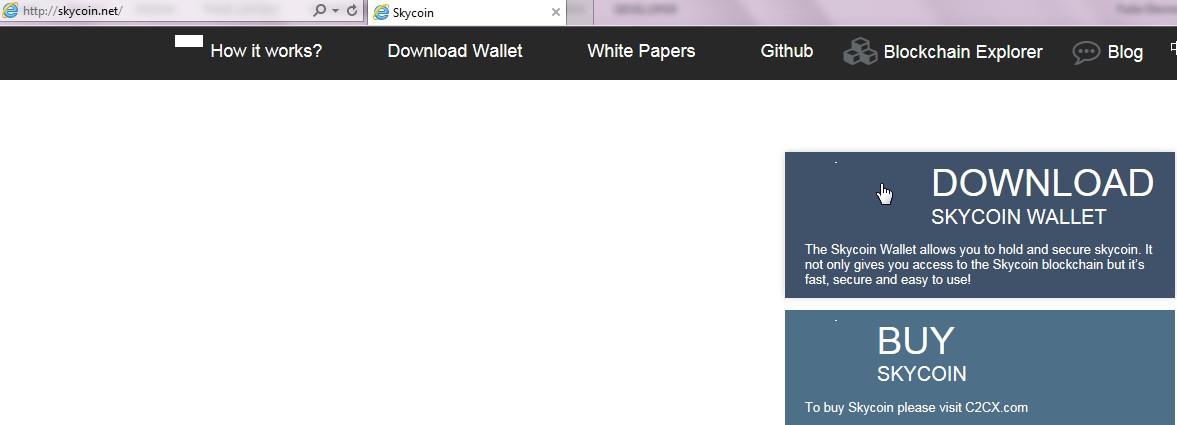 http://skycoin.net/
Skycoin
How it works?
Download Wallet
White Papers
Github
Blockchain Explorer
Blog
DOWNLOAD
SKYCOIN WALLET
The Skycoin Wallet allows you to hold and secure skycoin. It
not only gives you access to the Skycoin blockchain but it's
fast, secure and easy to use!
BUY
SKYCOIN
To buy Skycoin please visit C2CX.com